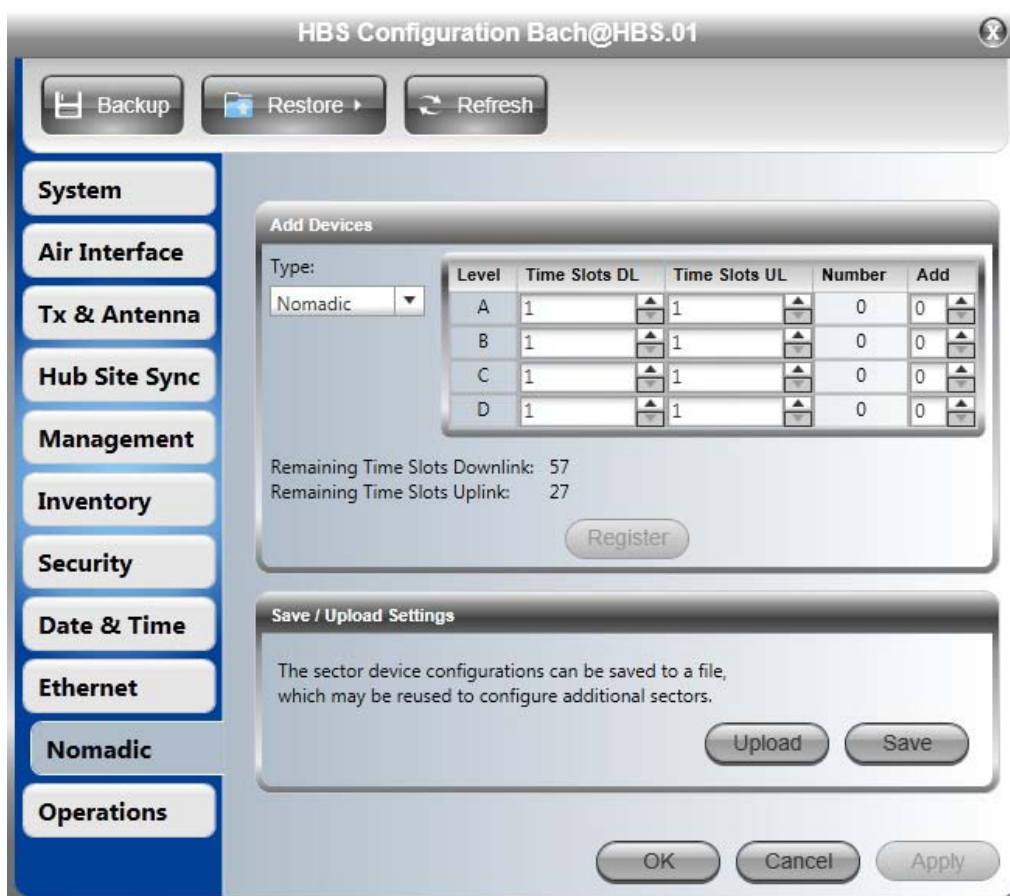 HBS Configuration Bach@HBS.01
Backup Restore Refresh
System
Air Interface
Tx & Antenna
Hub Site Sync
Management
Inventory
Security
Date & Time
Ethernet
Nomadic
Operations
Add Devices
Type:
Nomadic
Level Time Slots DL Time Slots UL Number Add
A 1 1 0 0
B 1 1 0 0
C 1 1 0 0
D 1 1 0 0
Remaining Time Slots Downlink: 57
Remaining Time Slots Uplink: 27
Register
Save / Upload Settings
The sector device configurations can be saved to a file,
which may be reused to configure additional sectors.
Upload Save
OK Cancel Apply